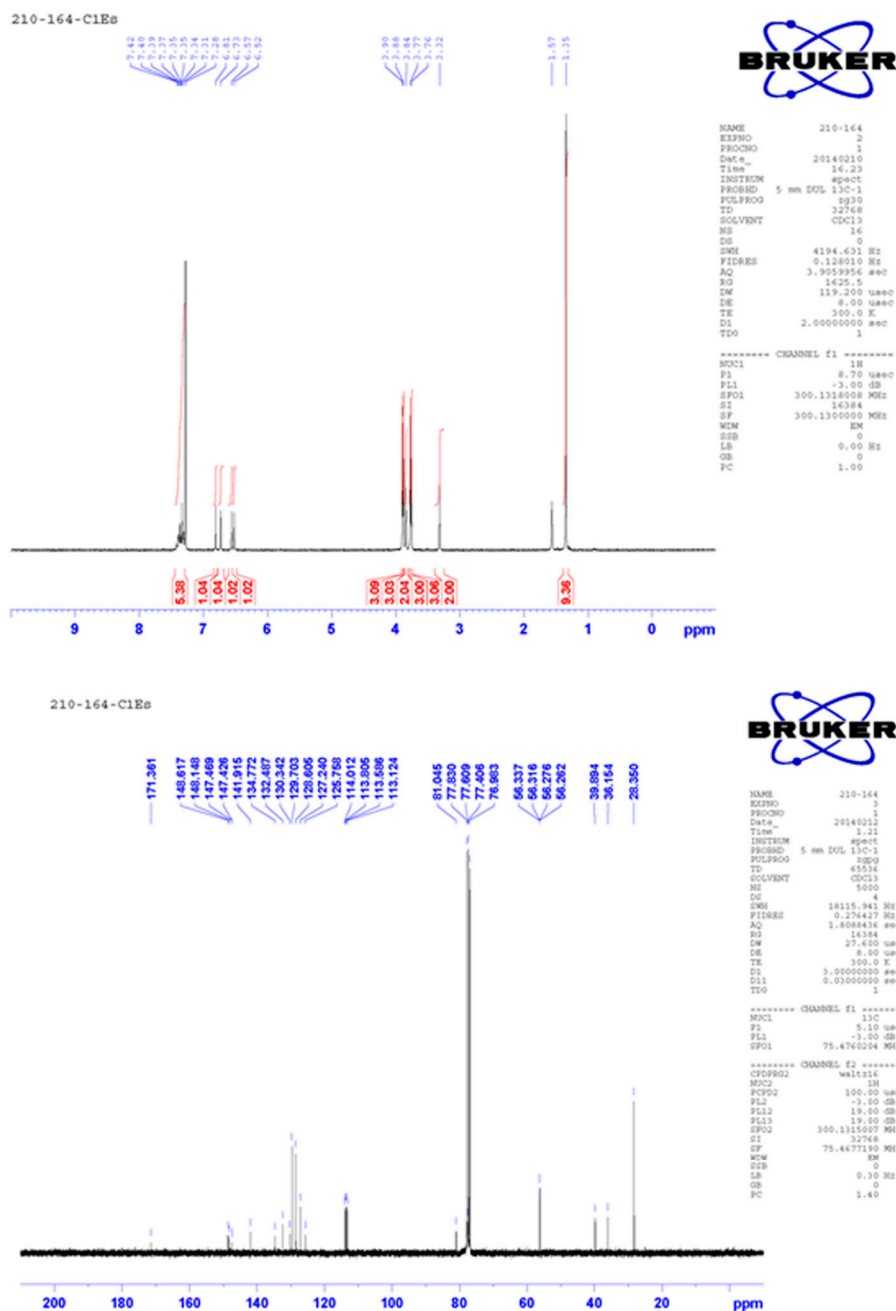 210-164-ClEs
7.42
7.40
7.39
7.37
7.35
7.35
7.34
7.31
7.28
6.81
6.73
6.57
6.52
3.90
3.88
3.84
3.77
3.76
3.32
1.57
1.35
BRUKER
NAME 210-164
EXPNO 2
PROCNO 1
Date_ 20140210
Time 16.23
INSTRUM spect
PROBHD 5 mm DUL 13C-1
PULPROG zg30
TD 32768
SOLVENT CDCl3
NS 16
DS 0
SWH 4194.631 Hz
FIDRES 0.128010 Hz
AQ 3.9059956 sec
RG 1625.5
DW 119.200 usec
DE 8.00 usec
TE 300.0 K
D1 2.00000000 sec
TD0 1
======== CHANNEL f1 ========
NUC1 1H
P1 8.70 usec
PL1 -3.00 dB
SFO1 300.1318008 MHz
SI 16384
SF 300.1300000 MHz
WDW EM
SSB 0
LB 0.00 Hz
GB 0
PC 1.00
5.38
1.04
1.04
1.02
1.02
3.09
3.03
2.04
3.00
3.06
2.00
9.36
9 8 7 6 5 4 3 2 1 0 ppm
210-164-ClEs
171.361
148.617
148.148
147.469
147.426
141.915
134.772
132.487
130.342
129.703
128.605
127.240
125.758
114.012
113.805
113.586
113.124
81.045
77.830
77.609
77.406
76.983
56.337
56.316
56.276
56.262
39.894
36.154
28.350
BRUKER
NAME 210-164
EXPNO 3
PROCNO 1
Date_ 20140212
Time 1.21
INSTRUM spect
PROBHD 5 mm DUL 13C-1
PULPROG zgpg
TD 65536
SOLVENT CDCl3
NS 5000
DS 4
SWH 18115.941 Hz
FIDRES 0.276427 Hz
AQ 1.8088436 se
RG 16384
DW 27.600 us
DE 8.00 us
TE 300.0 K
D1 3.00000000 se
D11 0.03000000 se
TD0 1
======== CHANNEL f1 ======
NUC1 13C
P1 5.10 us
PL1 -3.00 dB
SFO1 75.4760204 MH
======== CHANNEL f2 ======
CPDPRG2 waltz16
NUC2 1H
PCPD2 100.00 us
PL2 -3.00 dB
PL12 19.00 dB
PL13 19.00 dB
SFO2 300.1315007 MH
SI 32768
SF 75.4677190 MH
WDW EM
SSB 0
LB 0.30 Hz
GB 0
PC 1.40
200 180 160 140 120 100 80 60 40 20 ppm